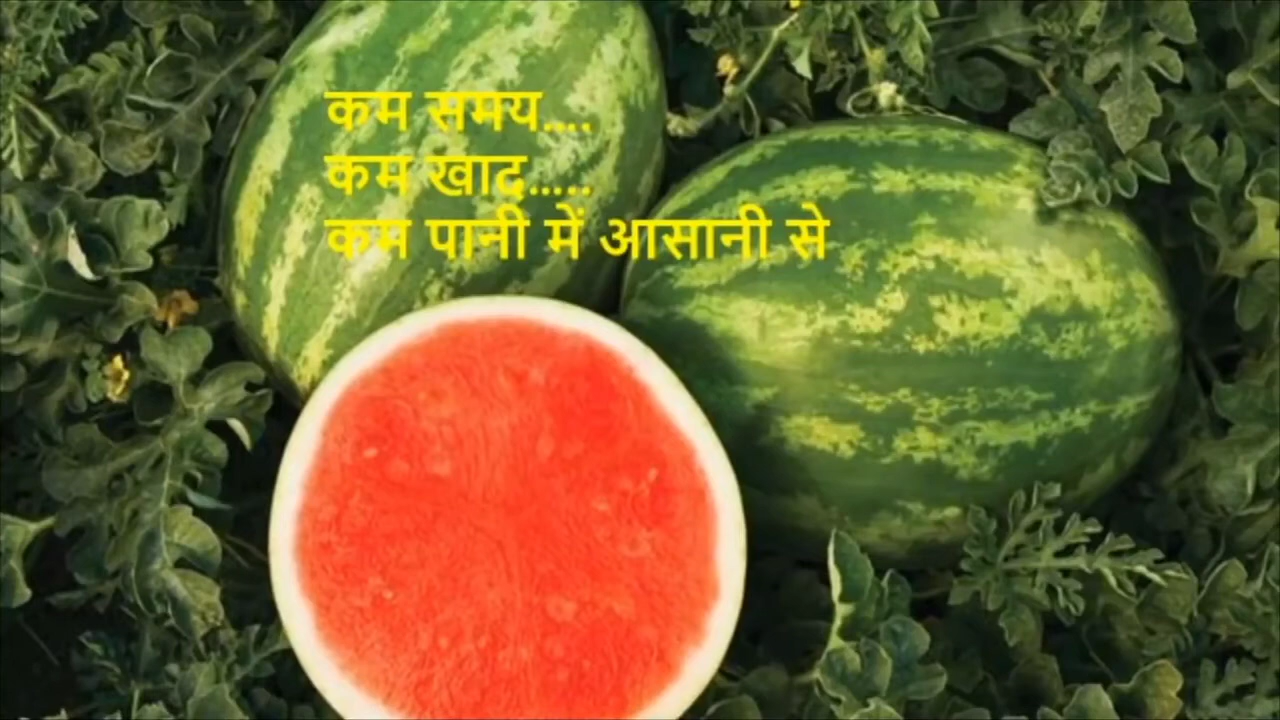 कम समय....
कम खाद.....
कम पानी में आसानी से